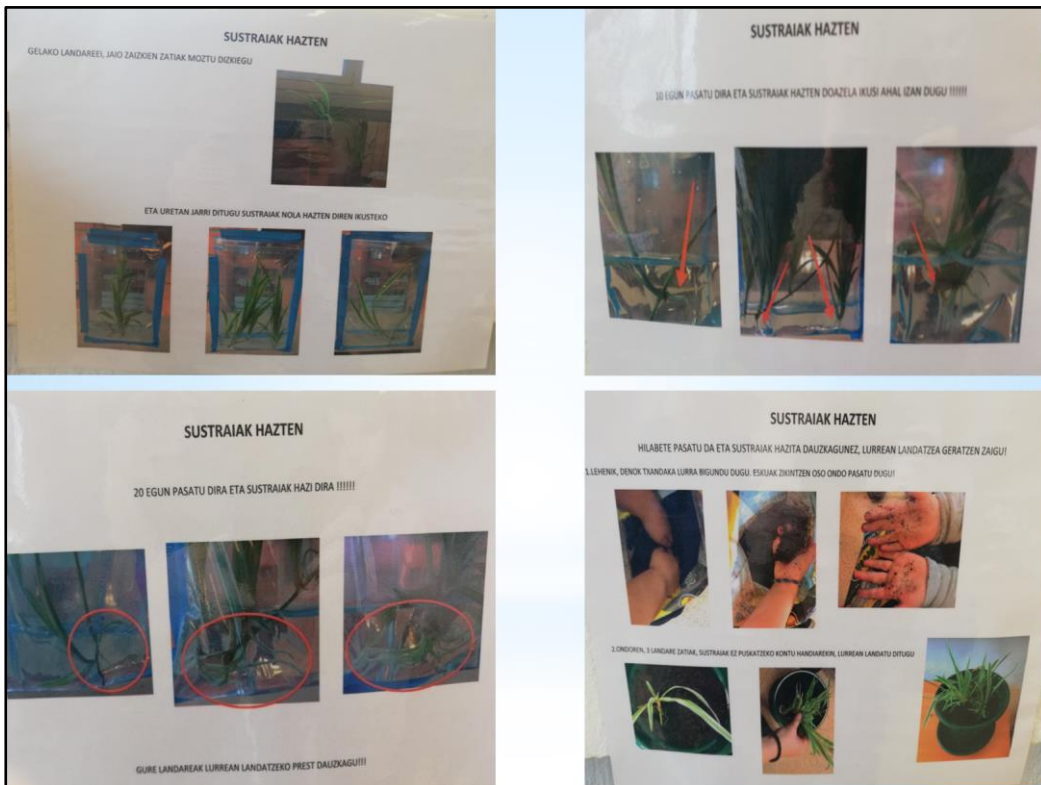 SUSTRAIAK HAZTEN
GELAKO LANDAREEI, JAIO ZAIZKIEN ZATIAK MOZTU DIZKIEGU
ETA URETAN JARRI DITUGU SUSTRAIAK NOLA HAZTEN DIREN IKUSTEKO
SUSTRAIAK HAZTEN
10 EGUN PASATU DIRA ETA SUSTRAIAK HAZTEN DOAZELA IKUSI AHAL IZAN DUGU !!!!!!
SUSTRAIAK HAZTEN
20 EGUN PASATU DIRA ETA SUSTRAIAK HAZI DIRA !!!!!!
GURE LANDAREAK LURREAN LANDATZEKO PREST DAUZKAGU!!!
SUSTRAIAK HAZTEN
HILABETE PASATU DA ETA SUSTRAIAK HAZITA DAUZKAGUNEZ, LURREAN LANDATZEA GERATZEN ZAIGU!
1.LEHENIK, DENOK TXANDAKA LURRA BIGUNDU DUGU. ESKUAK ZIKINTZEN OSO ONDO PASATU DUGU!
2.ONDOREN, 3 LANDARE ZATIAK, SUSTRAIAK EZ PUSKATZEKO KONTU HANDIAREKIN, LURREAN LANDATU DITUGU